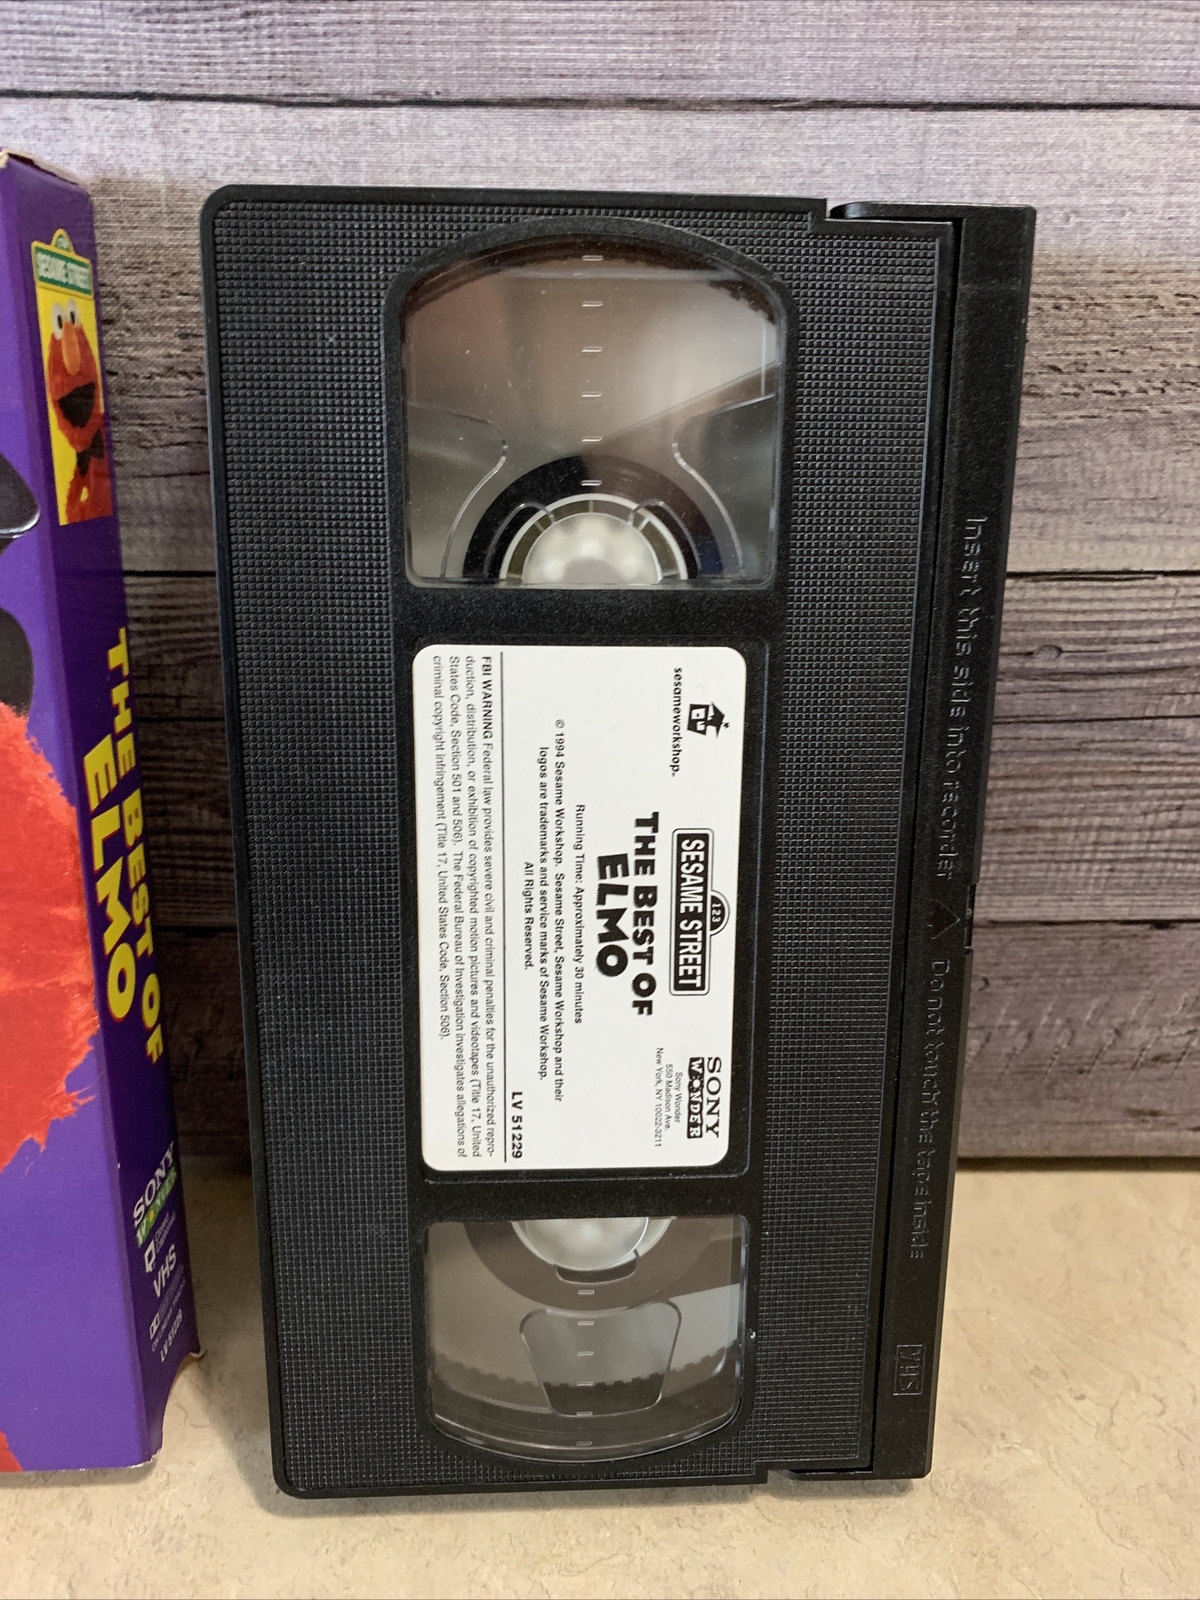 SESAME STREET
THE BEST OF
ELMO
SONY
WONDER
VHS
LV 51229
sesameworkshop.
123
SESAME STREET
THE BEST OF
ELMO
SONY
WONDER
Sony Wonder
550 Madison Ave.
New York, NY 10022-3211
Running Time: Approximately 30 minutes
© 1994 Sesame Workshop. Sesame Street, Sesame Workshop and their
logos are trademarks and service marks of Sesame Workshop.
All Rights Reserved.
LV 51229
FBI WARNING Federal law provides severe civil and criminal penalties for the unauthorized repro-
duction, distribution, or exhibition of copyrighted motion pictures and videotapes (Title 17, United
States Code, Section 501 and 506). The Federal Bureau of Investigation investigates allegations of
criminal copyright infringement (Title 17, United States Code, Section 506).
Insert this side into recorder
Do not touch the tape inside
VHS